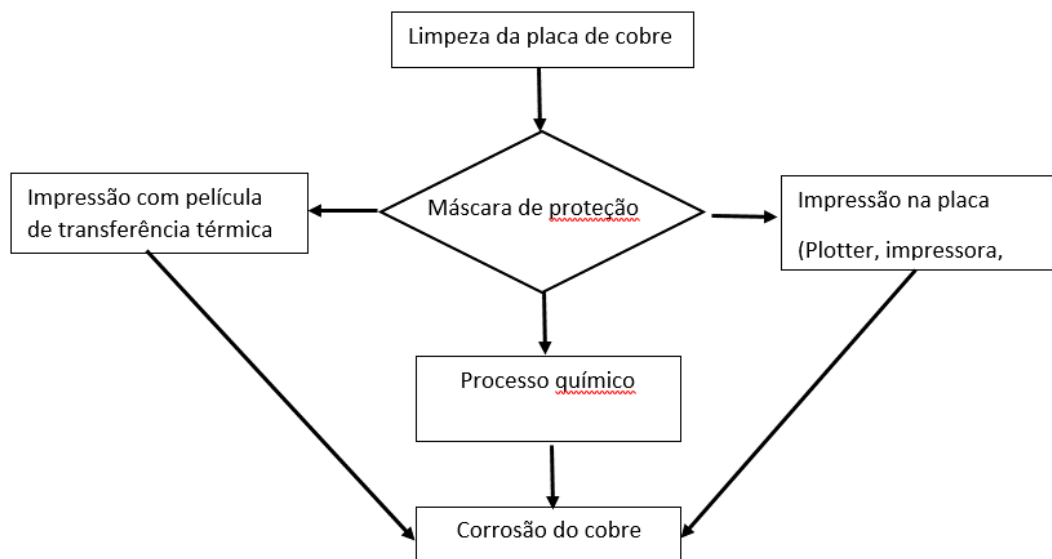 Limpeza da placa de cobre
Impressão com película
de transferência térmica
Máscara de proteção
Impressão na placa
(Plotter, impressora,
Processo químico
Corrosão do cobre